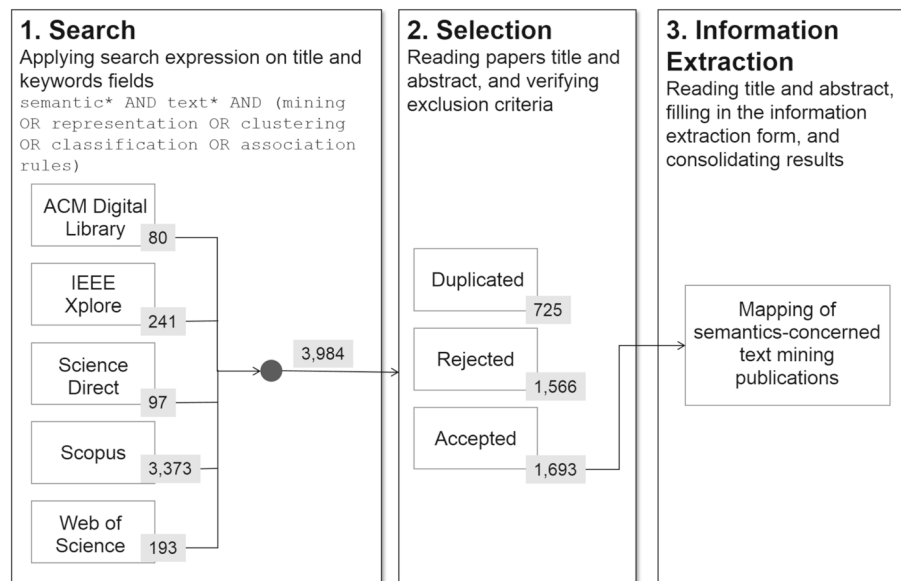 1. Search
Applying search expression on title and
keywords fields
semantic* AND text* AND (mining
OR representation OR clustering
OR classification OR association
rules)
ACM Digital
Library
80
IEEE
Xplore
241
Science
Direct
97
Scopus
3,373
Web of
Science
193
3,984
2. Selection
Reading papers title and
abstract, and verifying
exclusion criteria
Duplicated
725
Rejected
1,566
Accepted
1,693
3. Information
Extraction
Reading title and abstract,
filling in the information
extraction form, and
consolidating results
Mapping of
semantics-concerned
text mining
publications